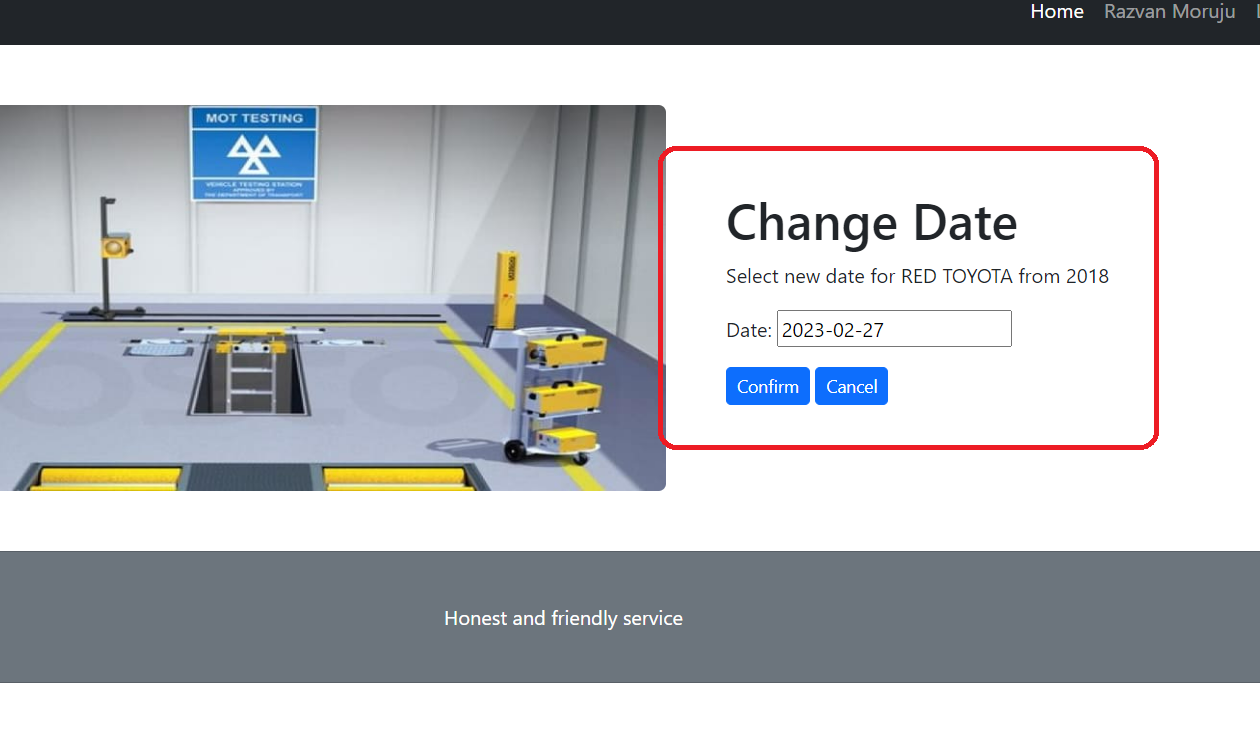 Home Razvan Moruju
MOT TESTING
VEHICLE TESTING STATION
APPROVED BY
THE DEPARTMENT OF TRANSPORT
Change Date
Select new date for RED TOYOTA from 2018
Date: 2023-02-27
Confirm Cancel
Honest and friendly service